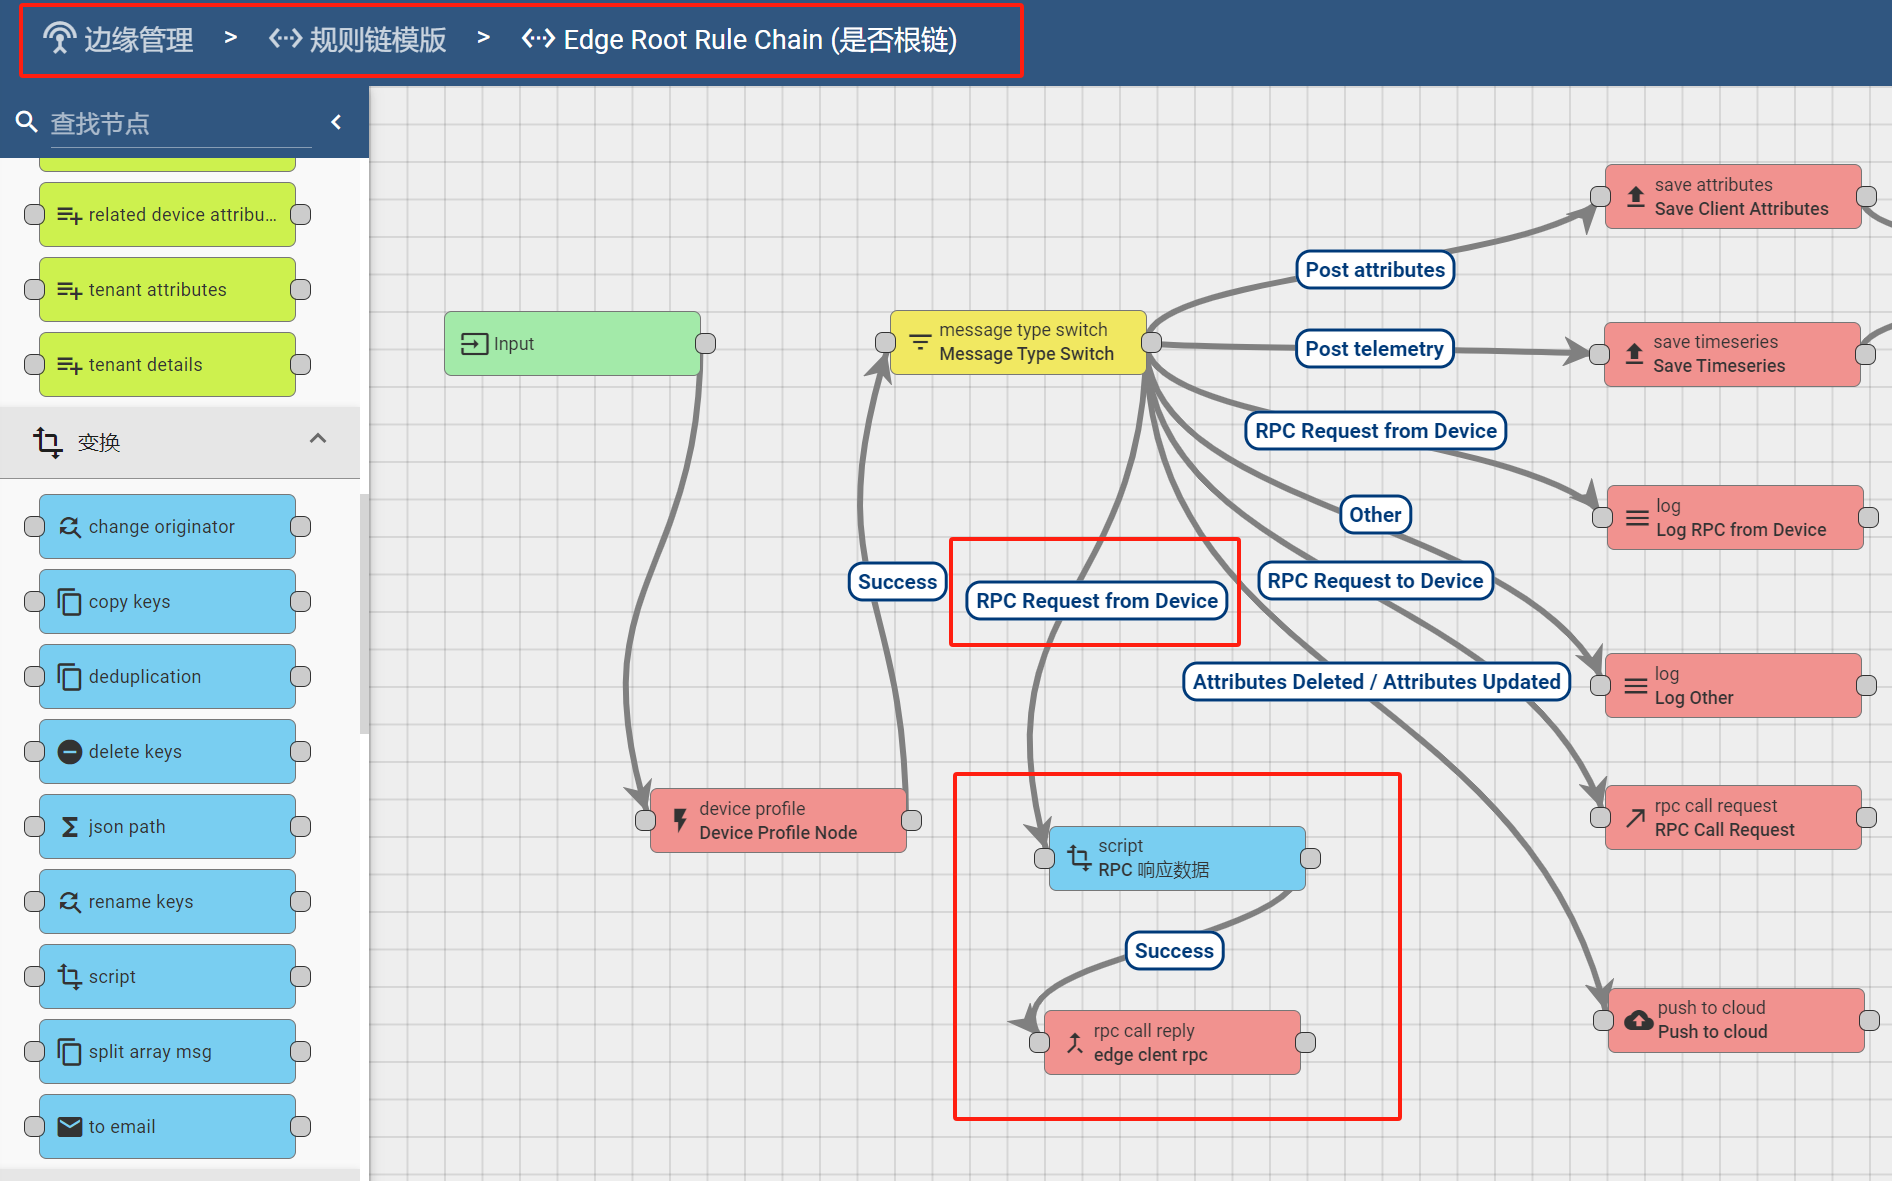 边缘管理 > 规则链模版 > Edge Root Rule Chain (是否根链)
查找节点
related device attribu...
tenant attributes
tenant details
变换
change originator
copy keys
deduplication
delete keys
json path
rename keys
script
split array msg
to email
Input
device profile
Device Profile Node
Success
message type switch
Message Type Switch
Post attributes
Post telemetry
RPC Request from Device
Other
RPC Request from Device
RPC Request to Device
Attributes Deleted / Attributes Updated
script
RPC 响应数据
Success
rpc call reply
edge clent rpc
save attributes
Save Client Attributes
save timeseries
Save Timeseries
log
Log RPC from Device
log
Log Other
rpc call request
RPC Call Request
push to cloud
Push to cloud